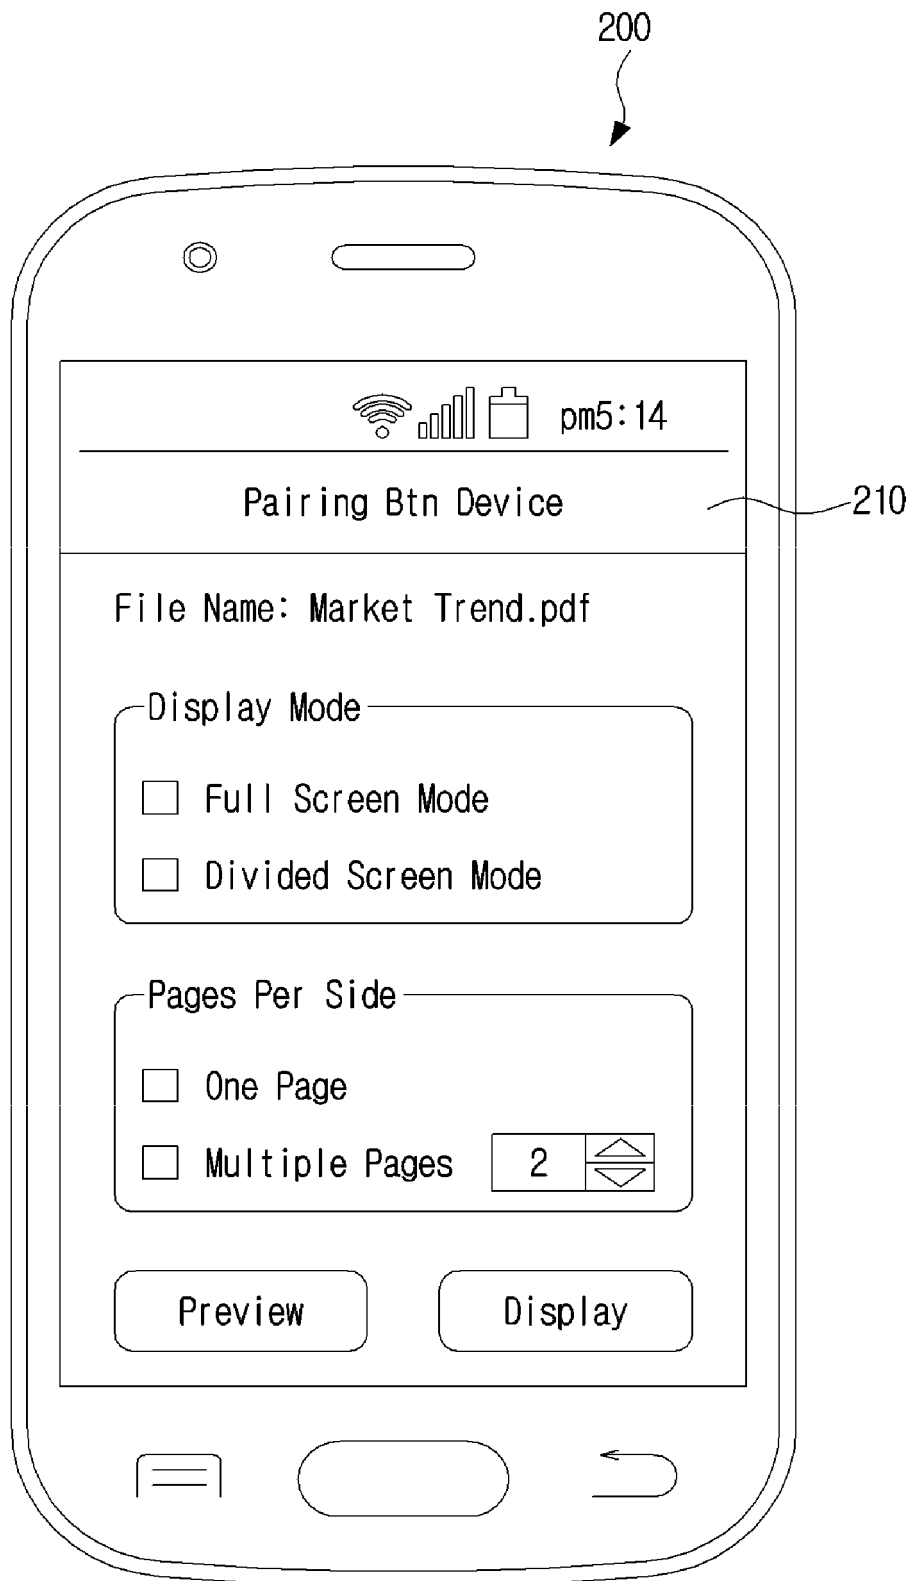 200
pm5:14
Pairing Btn Device
210
File Name: Market Trend.pdf
Display Mode
Full Screen Mode
Divided Screen Mode
Pages Per Side
One Page
Multiple Pages 2
Preview Display